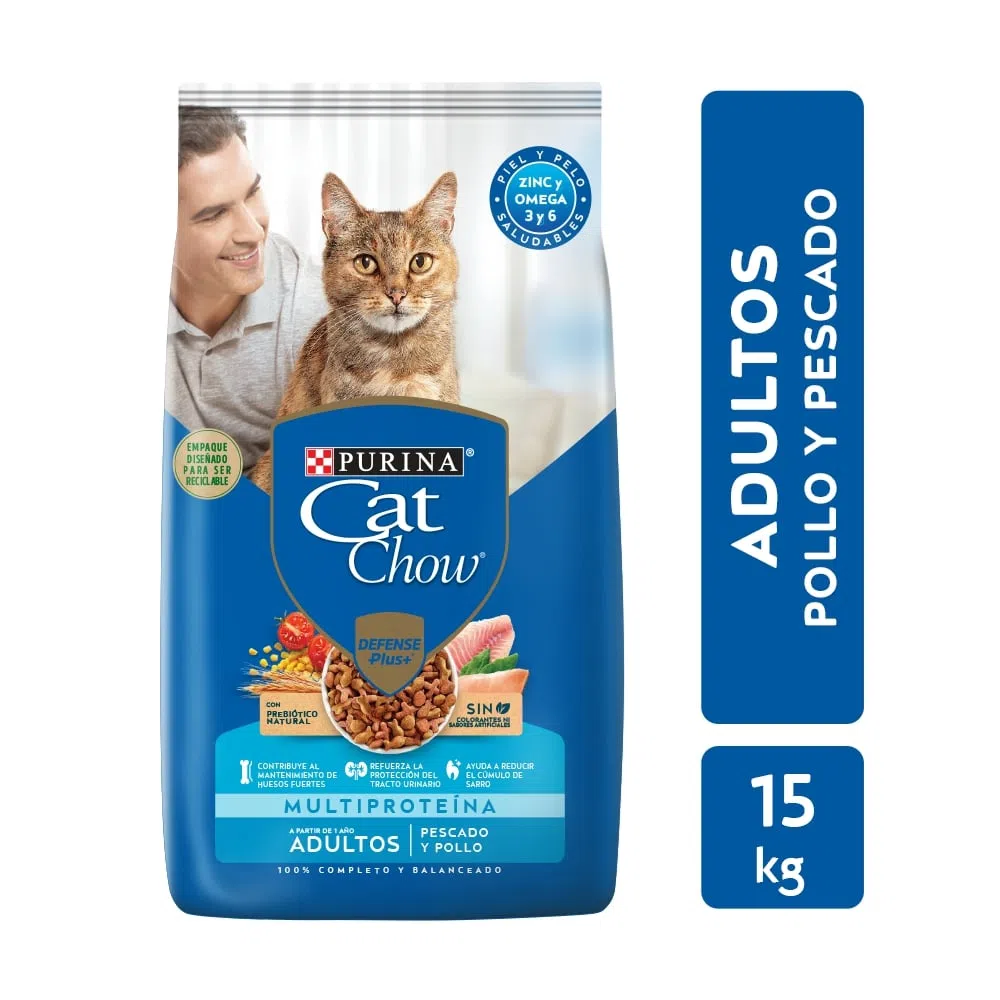 PIEL Y PELO
ZINC y
OMEGA
3 y 6
SALUDABLES
EMPAQUE
DISEÑADO
PARA SER
RECICLABLE
PURINA®
Cat
Chow®
DEFENSE
Plus+
CON
PREBIÓTICO
NATURAL
SIN
COLORANTES NI
SABORES ARTIFICIALES
CONTRIBUYE AL
MANTENIMIENTO DE
HUESOS FUERTES
REFUERZA LA
PROTECCIÓN DEL
TRACTO URINARIO
AYUDA A REDUCIR
EL CÚMULO DE
SARRO
MULTIPROTEÍNA
A PARTIR DE 1 AÑO
ADULTOS
PESCADO
Y POLLO
100% COMPLETO Y BALANCEADO
ADULTOS
POLLO Y PESCADO
15
kg